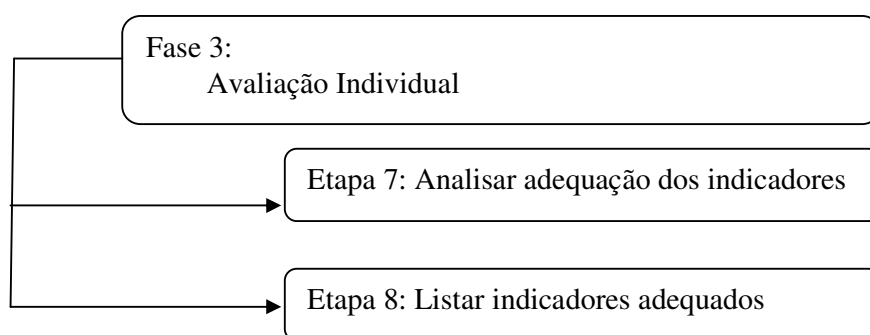 Fase 3:
Avaliação Individual
Etapa 7: Analisar adequação dos indicadores
Etapa 8: Listar indicadores adequados